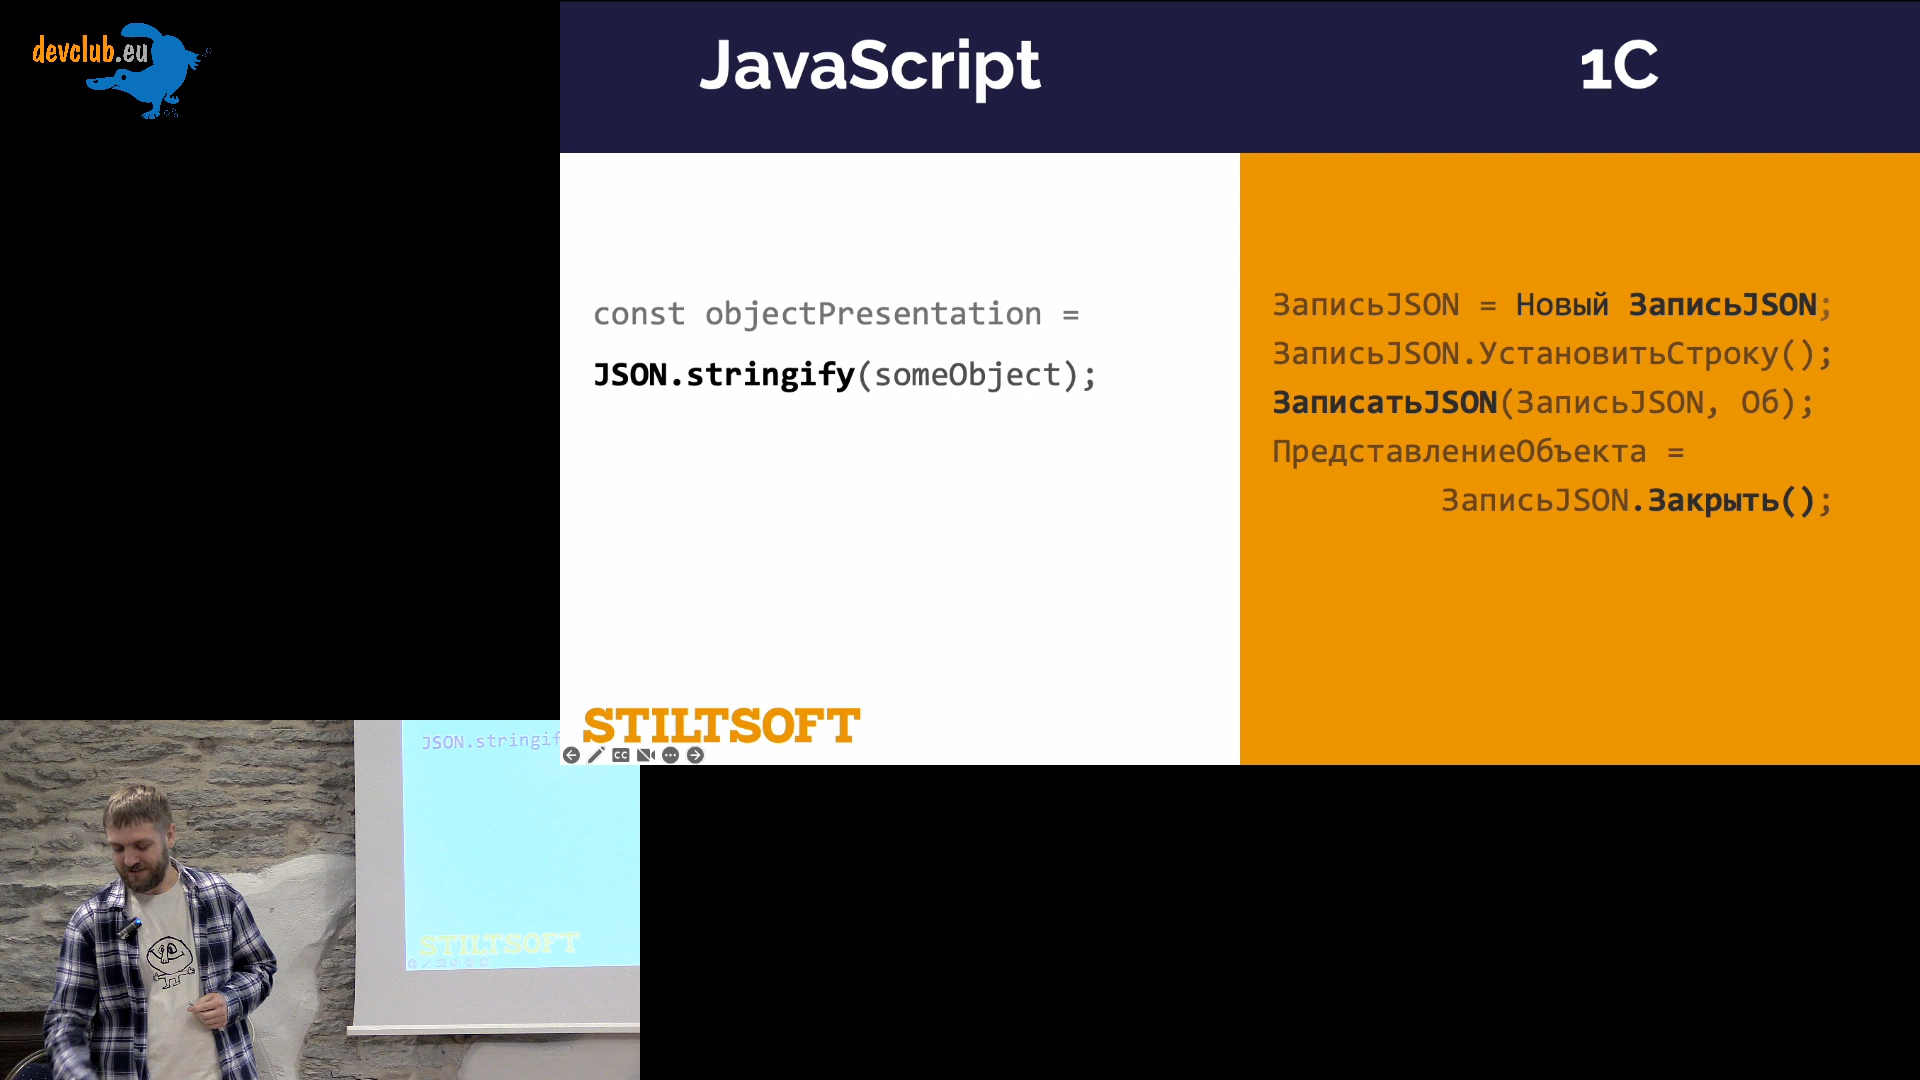 devclub.eu
JavaScript
1C
const objectPresentation =
JSON.stringify(someObject);
ЗаписьJSON = Новый ЗаписьJSON;
ЗаписьJSON.УстановитьСтроку();
ЗаписатьJSON(ЗаписьJSON, Об);
ПредставлениеОбъекта =
ЗаписьJSON.Закрыть();
STILTSOFT
CC
JSON.stringif
STILTSOFT